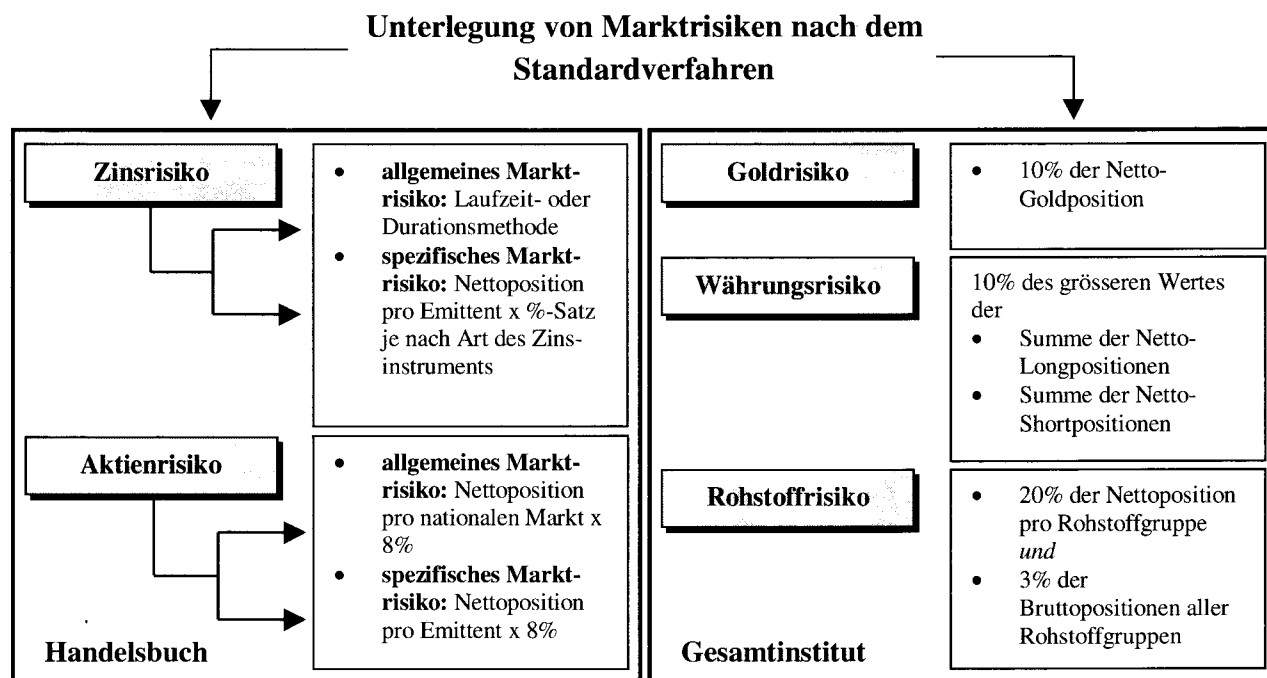 Unterlegung von Marktrisiken nach dem
Standardverfahren
Zinsrisiko
• allgemeines Markt-
risiko: Laufzeit- oder
Durationsmethode
• spezifisches Markt-
risiko: Nettoposition
pro Emittent x %-Satz
je nach Art des Zins-
instruments
Aktienrisiko
• allgemeines Markt-
risiko: Nettoposition
pro nationalen Markt x
8%
• spezifisches Markt-
risiko: Nettoposition
pro Emittent x 8%
Handelsbuch
Goldrisiko
• 10% der Netto-
Goldposition
Währungsrisiko
10% des grösseren Wertes
der
• Summe der Netto-
Longpositionen
• Summe der Netto-
Shortpositionen
Rohstoffrisiko
• 20% der Nettoposition
pro Rohstoffgruppe
und
• 3% der
Bruttopositionen aller
Rohstoffgruppen
Gesamtinstitut